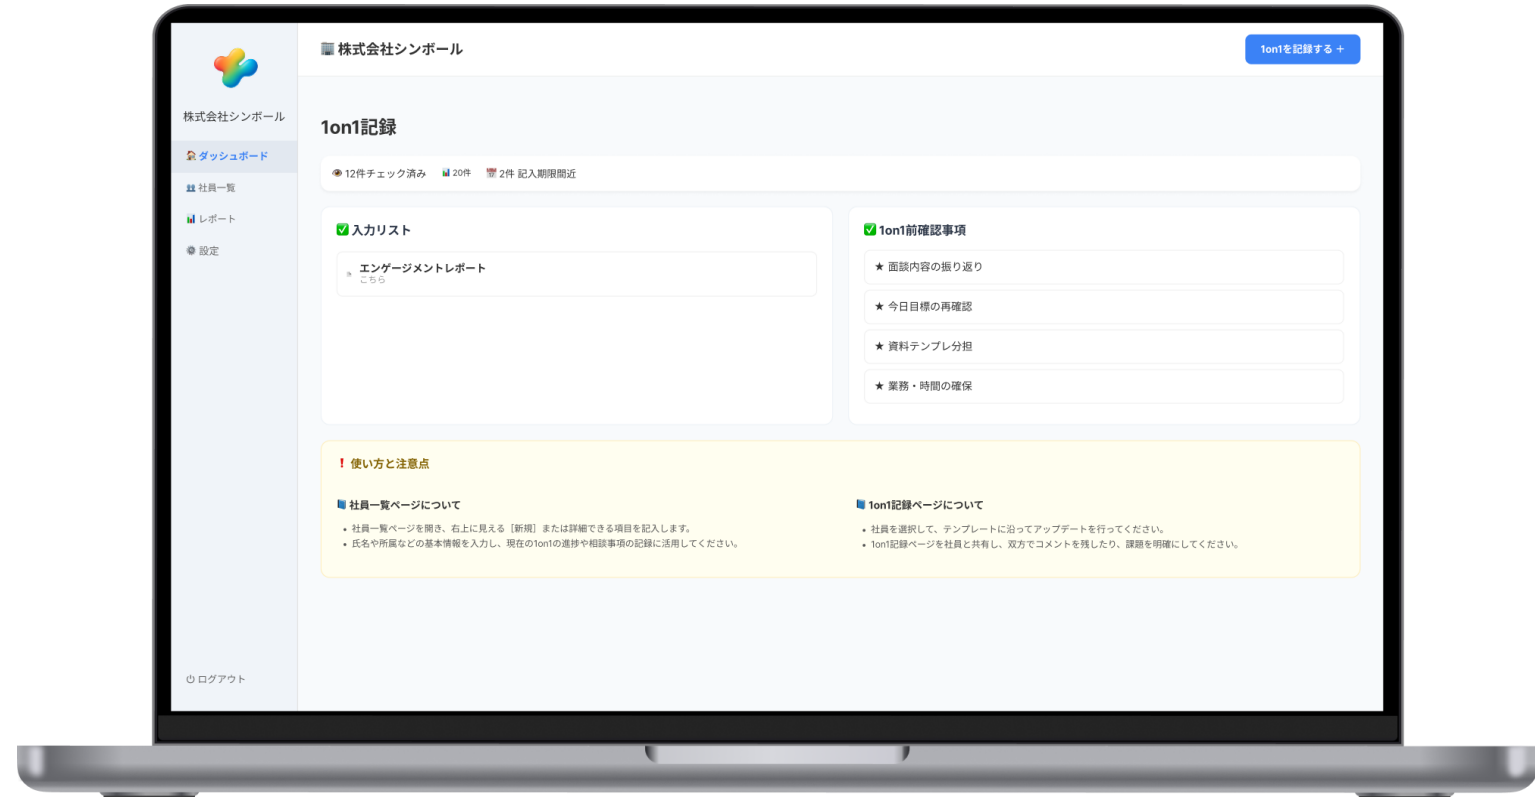 株式会社シンボール
ダッシュボード
社員一覧
レポート
設定
ログアウト
株式会社シンボール
1on1を記録する +
1on1記録
12件チェック済み 20件 2件 記入期限間近
入力リスト
エンゲージメントレポート
こちら
1on1前確認事項
★ 面談内容の振り返り
★ 今日目標の再確認
★ 資料テンプレ分担
★ 業務・時間の確保
❗ 使い方と注意点
社員一覧ページについて
• 社員一覧ページを開き、右上に見える［新規］または詳細できる項目を記入します。
• 氏名や所属などの基本情報を入力し、現在の1on1の進捗や相談事項の記録に活用してください。
1on1記録ページについて
• 社員を選択して、テンプレートに沿ってアップデートを行ってください。
• 1on1記録ページを社員と共有し、双方でコメントを残したり、課題を明確にしてください。